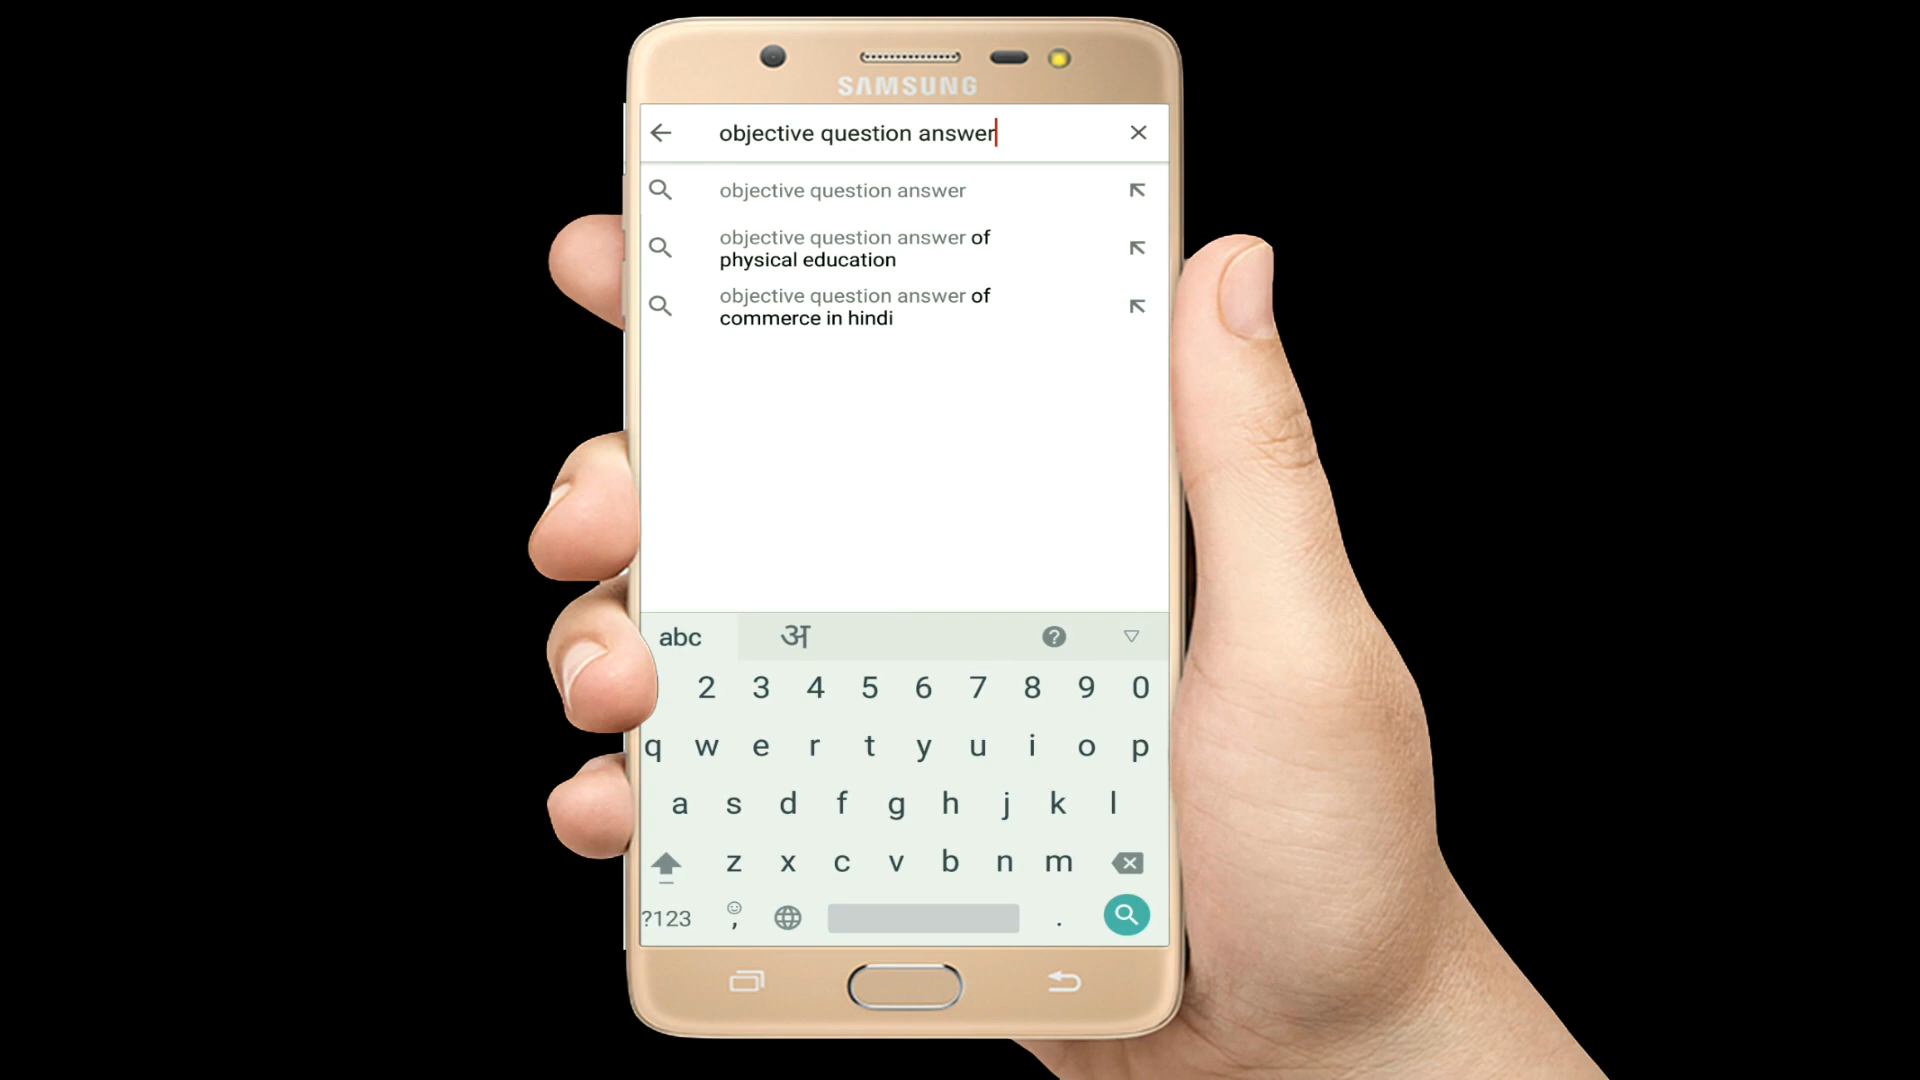 SAMSUNG
objective question answer
objective question answer
objective question answer of
physical education
objective question answer of
commerce in hindi
abc अ
2 3 4 5 6 7 8 9 0
q w e r t y u i o p
a s d f g h j k l
z x c v b n m
?123 , .